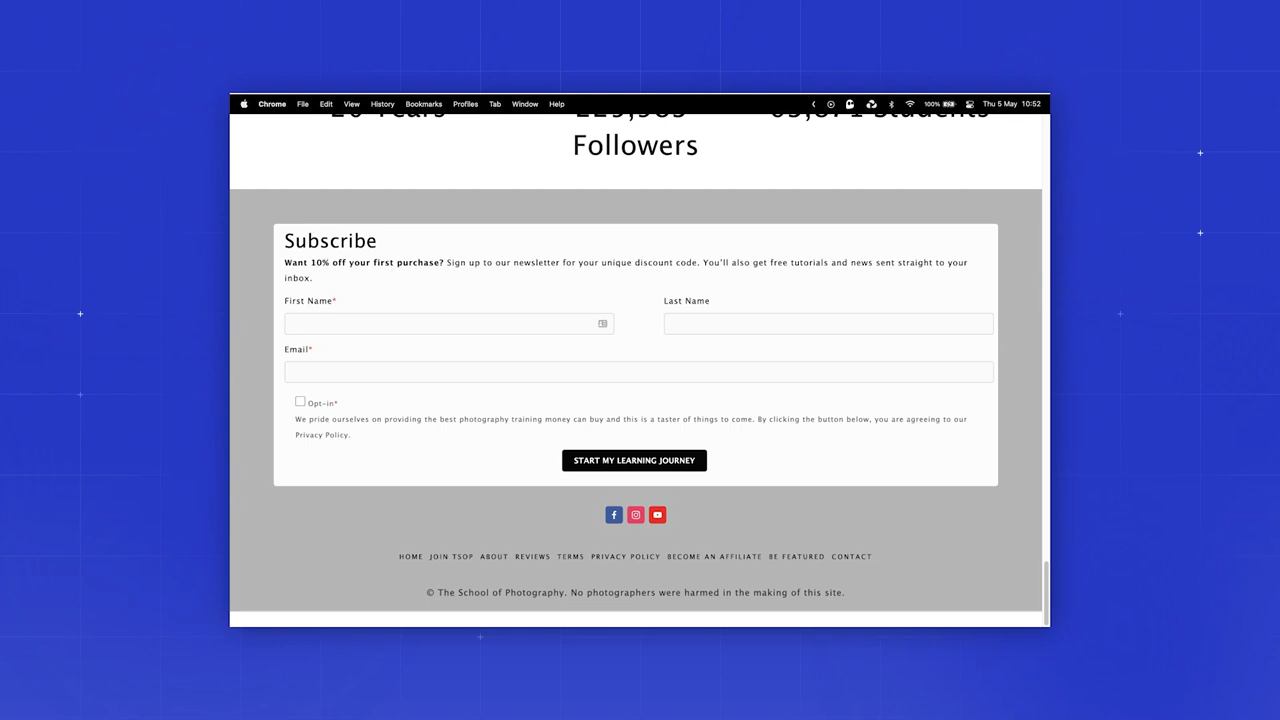 Chrome File Edit View History Bookmarks Profiles Tab Window Help 100% Thu 5 May 10:52
20 Years 229,985 Students
Followers
Subscribe
Want 10% off your first purchase? Sign up to our newsletter for your unique discount code. You'll also get free tutorials and news sent straight to your
inbox.
First Name* Last Name
Email*
Opt-in*
We pride ourselves on providing the best photography training money can buy and this is a taster of things to come. By clicking the button below, you are agreeing to our
Privacy Policy.
START MY LEARNING JOURNEY
HOME JOIN TSOP ABOUT REVIEWS TERMS PRIVACY POLICY BECOME AN AFFILIATE BE FEATURED CONTACT
© The School of Photography. No photographers were harmed in the making of this site.